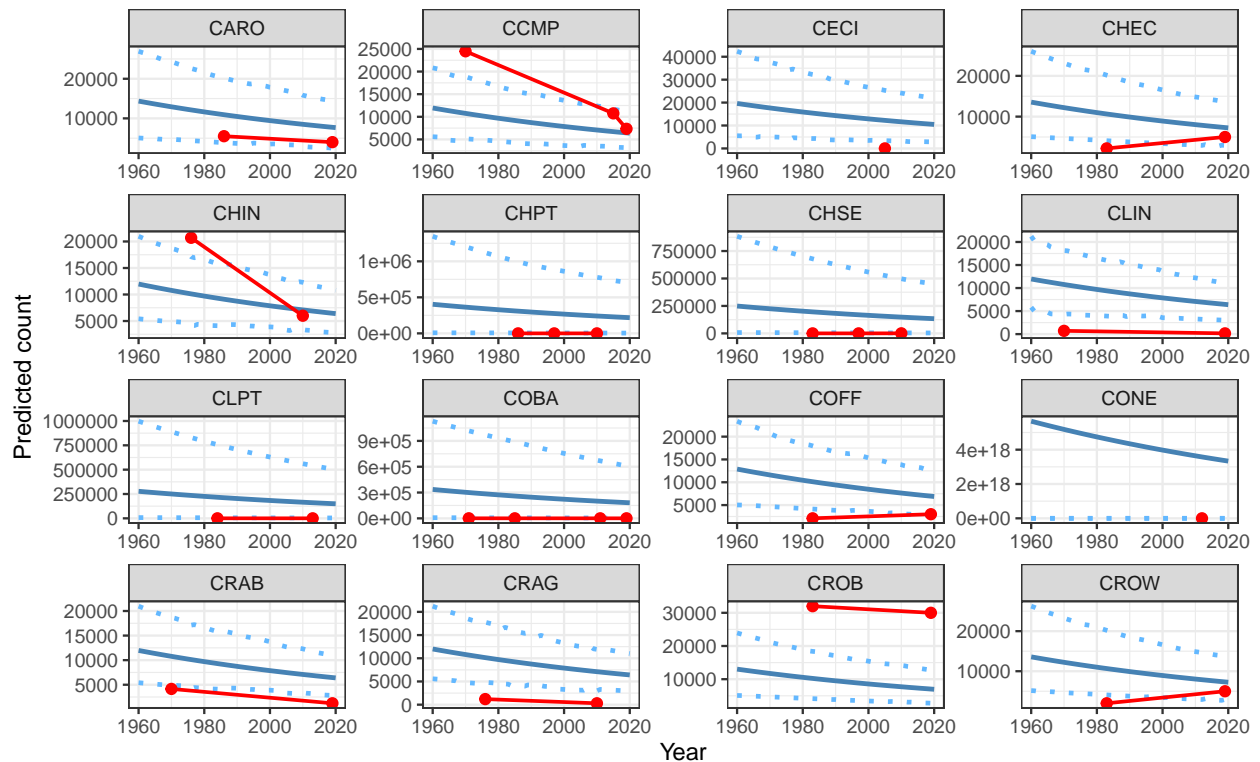 CARO CCMP CECI CHEC
20000
10000
1960 1980 2000 2020
25000
20000
15000
10000
5000
1960 1980 2000 2020
40000
30000
20000
10000
0
1960 1980 2000 2020
20000
10000
1960 1980 2000 2020
CHIN CHPT CHSE CLIN
20000
15000
10000
5000
1960 1980 2000 2020
1e+06
5e+05
0e+00
1960 1980 2000 2020
750000
500000
250000
0
1960 1980 2000 2020
20000
15000
10000
5000
0
1960 1980 2000 2020
Predicted count
CLPT COBA COFF CONE
1000000
750000
500000
250000
0
1960 1980 2000 2020
9e+05
6e+05
3e+05
0e+00
1960 1980 2000 2020
20000
15000
10000
5000
1960 1980 2000 2020
4e+18
2e+18
0e+00
1960 1980 2000 2020
CRAB CRAG CROB CROW
20000
15000
10000
5000
1960 1980 2000 2020
20000
15000
10000
5000
0
1960 1980 2000 2020
30000
20000
10000
1960 1980 2000 2020
20000
10000
1960 1980 2000 2020
Year